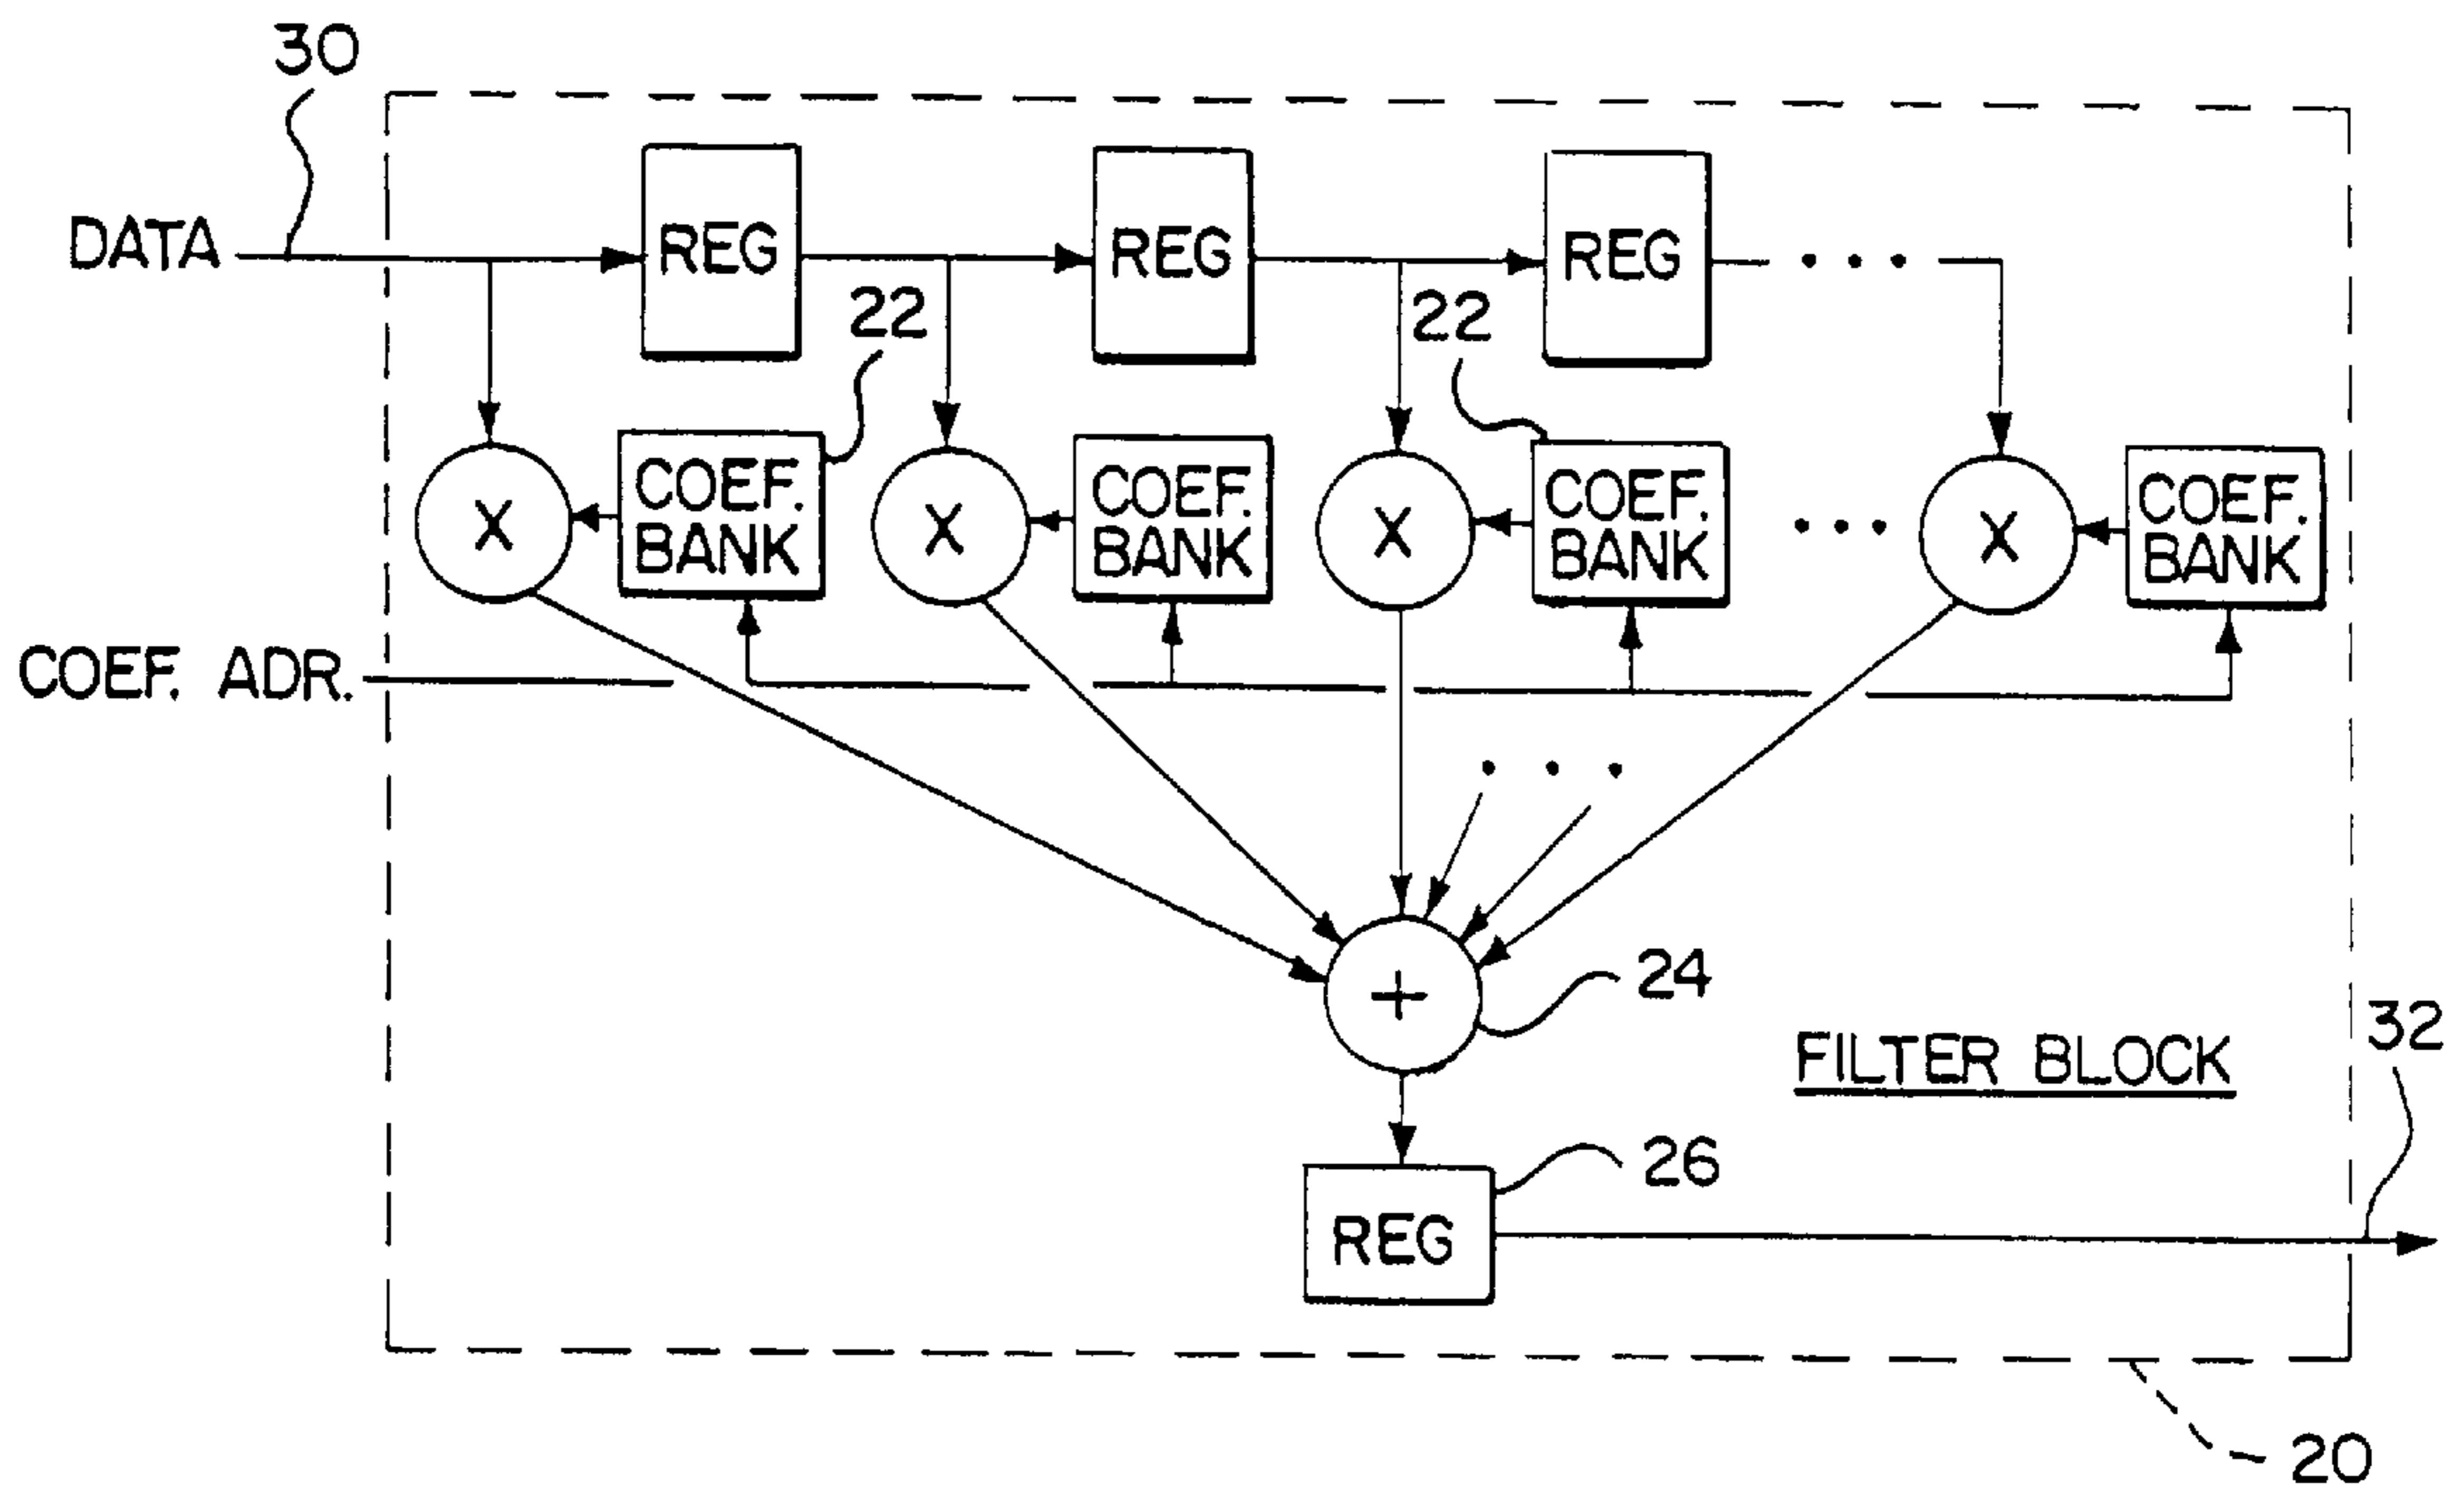 30
DATA
REG
REG
REG
22
22
COEF.
BANK
COEF.
BANK
COEF.
BANK
COEF.
BANK
X
X
X
X
COEF. ADR.
+
24
FILTER BLOCK
32
26
REG
20